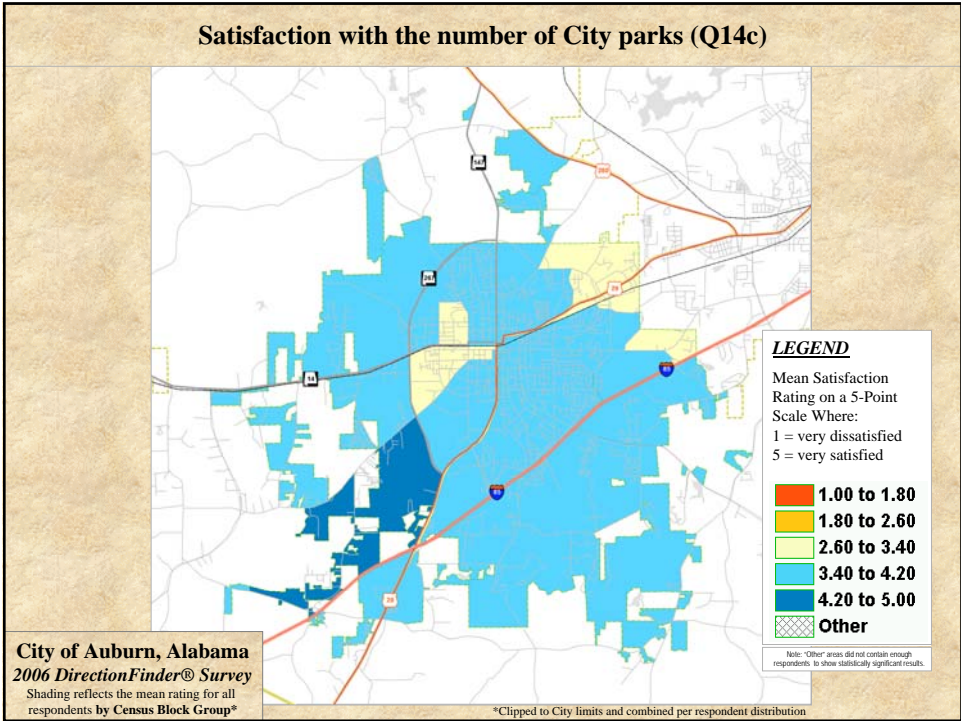 Satisfaction with the number of City parks (Q14c)
147
280
267
29
14
85
85
29
LEGEND
Mean Satisfaction
Rating on a 5-Point
Scale Where:
1 = very dissatisfied
5 = very satisfied
1.00 to 1.80
1.80 to 2.60
2.60 to 3.40
3.40 to 4.20
4.20 to 5.00
Other
Note: "Other" areas did not contain enough
respondents to show statistically significant results.
City of Auburn, Alabama
2006 DirectionFinder® Survey
Shading reflects the mean rating for all
respondents by Census Block Group*
*Clipped to City limits and combined per respondent distribution